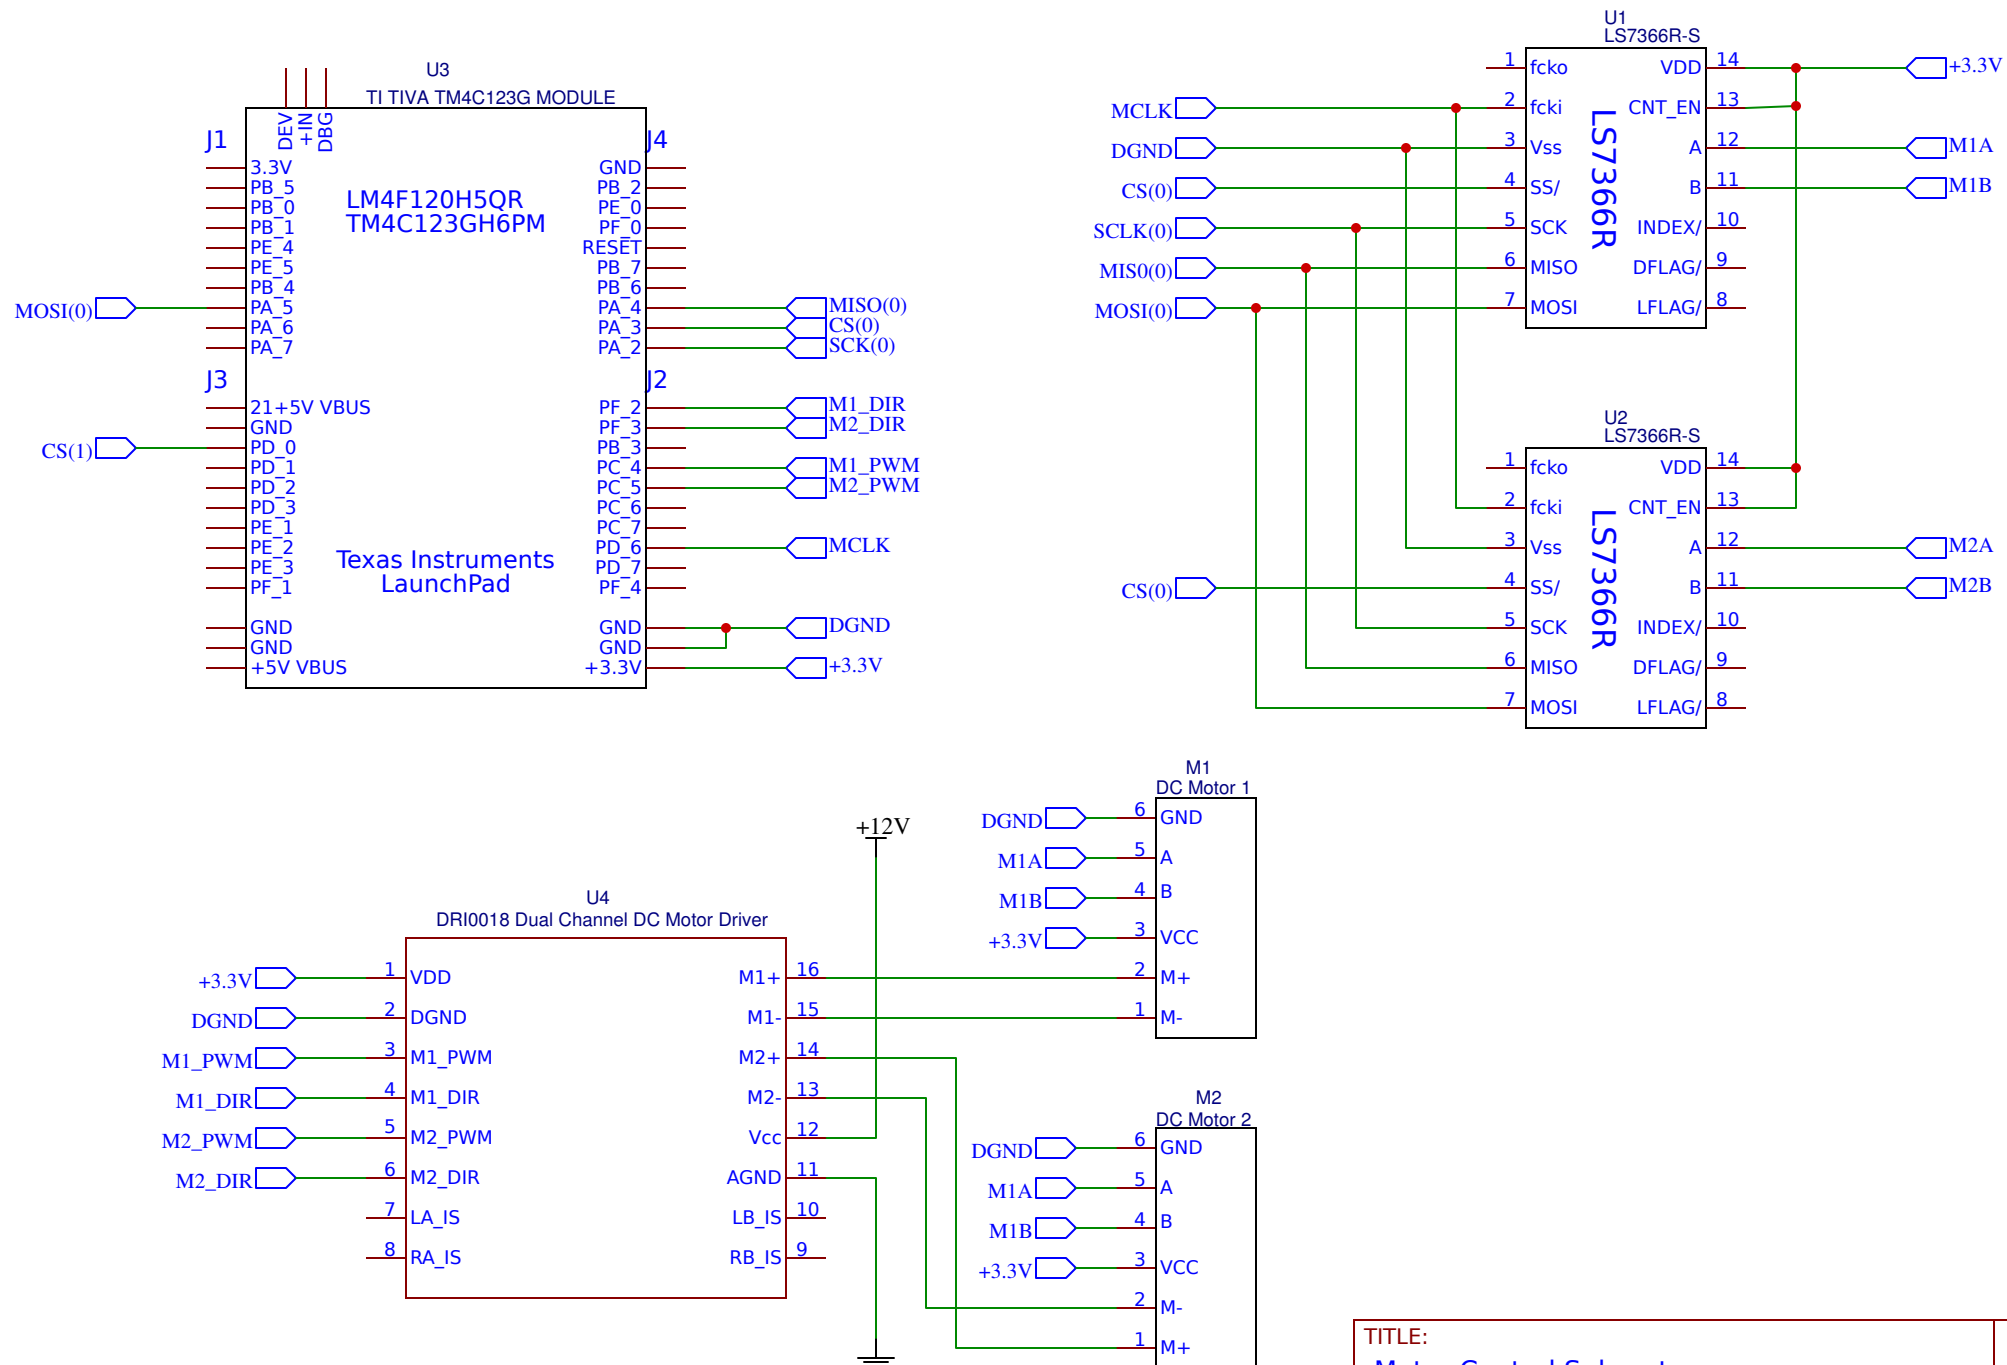 U3
TI TIVA TM4C123G MODULE
DEV
+IN
DBG
J1
J4
LM4F120H5QR
TM4C123GH6PM
3.3V
PB_5
PB_0
PB_1
PE_4
PE_5
PB_4
MOSI(0) PA_5
PA_6
PA_7
GND
PB_2
PE_0
PF_0
RESET
PB_7
PB_6
PA_4 MISO(0)
PA_3 CS(0)
PA_2 SCK(0)
J3
J2
21+5V VBUS
GND
CS(1) PD_0
PD_1
PD_2
PD_3
PE_1
PE_2
PE_3
PF_1
GND
GND
+5V VBUS
Texas Instruments
LaunchPad
PF_2 M1_DIR
PF_3 M2_DIR
PB_3
PC_4 M1_PWM
PC_5 M2_PWM
PC_6
PC_7
PD_6 MCLK
PD_7
PF_4
GND DGND
GND
+3.3V +3.3V
U1
LS7366R-S
LS7366R
1 fcko VDD 14 +3.3V
MCLK 2 fcki CNT_EN 13
DGND 3 Vss A 12 M1A
CS(0) 4 SS/ B 11 M1B
SCLK(0) 5 SCK INDEX/ 10
MIS0(0) 6 MISO DFLAG/ 9
MOSI(0) 7 MOSI LFLAG/ 8
U2
LS7366R-S
LS7366R
1 fcko VDD 14
2 fcki CNT_EN 13
3 Vss A 12 M2A
CS(0) 4 SS/ B 11 M2B
5 SCK INDEX/ 10
6 MISO DFLAG/ 9
7 MOSI LFLAG/ 8
+12V
U4
DRI0018 Dual Channel DC Motor Driver
+3.3V 1 VDD M1+ 16
DGND 2 DGND M1- 15
M1_PWM 3 M1_PWM M2+ 14
M1_DIR 4 M1_DIR M2- 13
M2_PWM 5 M2_PWM Vcc 12
M2_DIR 6 M2_DIR AGND 11
7 LA_IS LB_IS 10
8 RA_IS RB_IS 9
M1
DC Motor 1
DGND 6 GND
M1A 5 A
M1B 4 B
+3.3V 3 VCC
2 M+
1 M-
M2
DC Motor 2
DGND 6 GND
M1A 5 A
M1B 4 B
+3.3V 3 VCC
2 M-
1 M+
TITLE: